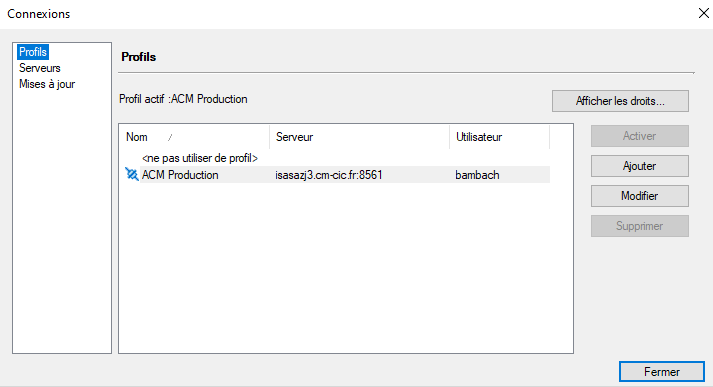 Connexions
Profils
Serveurs
Mises à jour
Profils
Profil actif :ACM Production
Afficher les droits...
Nom Serveur Utilisateur
<ne pas utiliser de profil>
ACM Production isasazj3.cm-cic.fr:8561 bambach
Activer
Ajouter
Modifier
Supprimer
Fermer